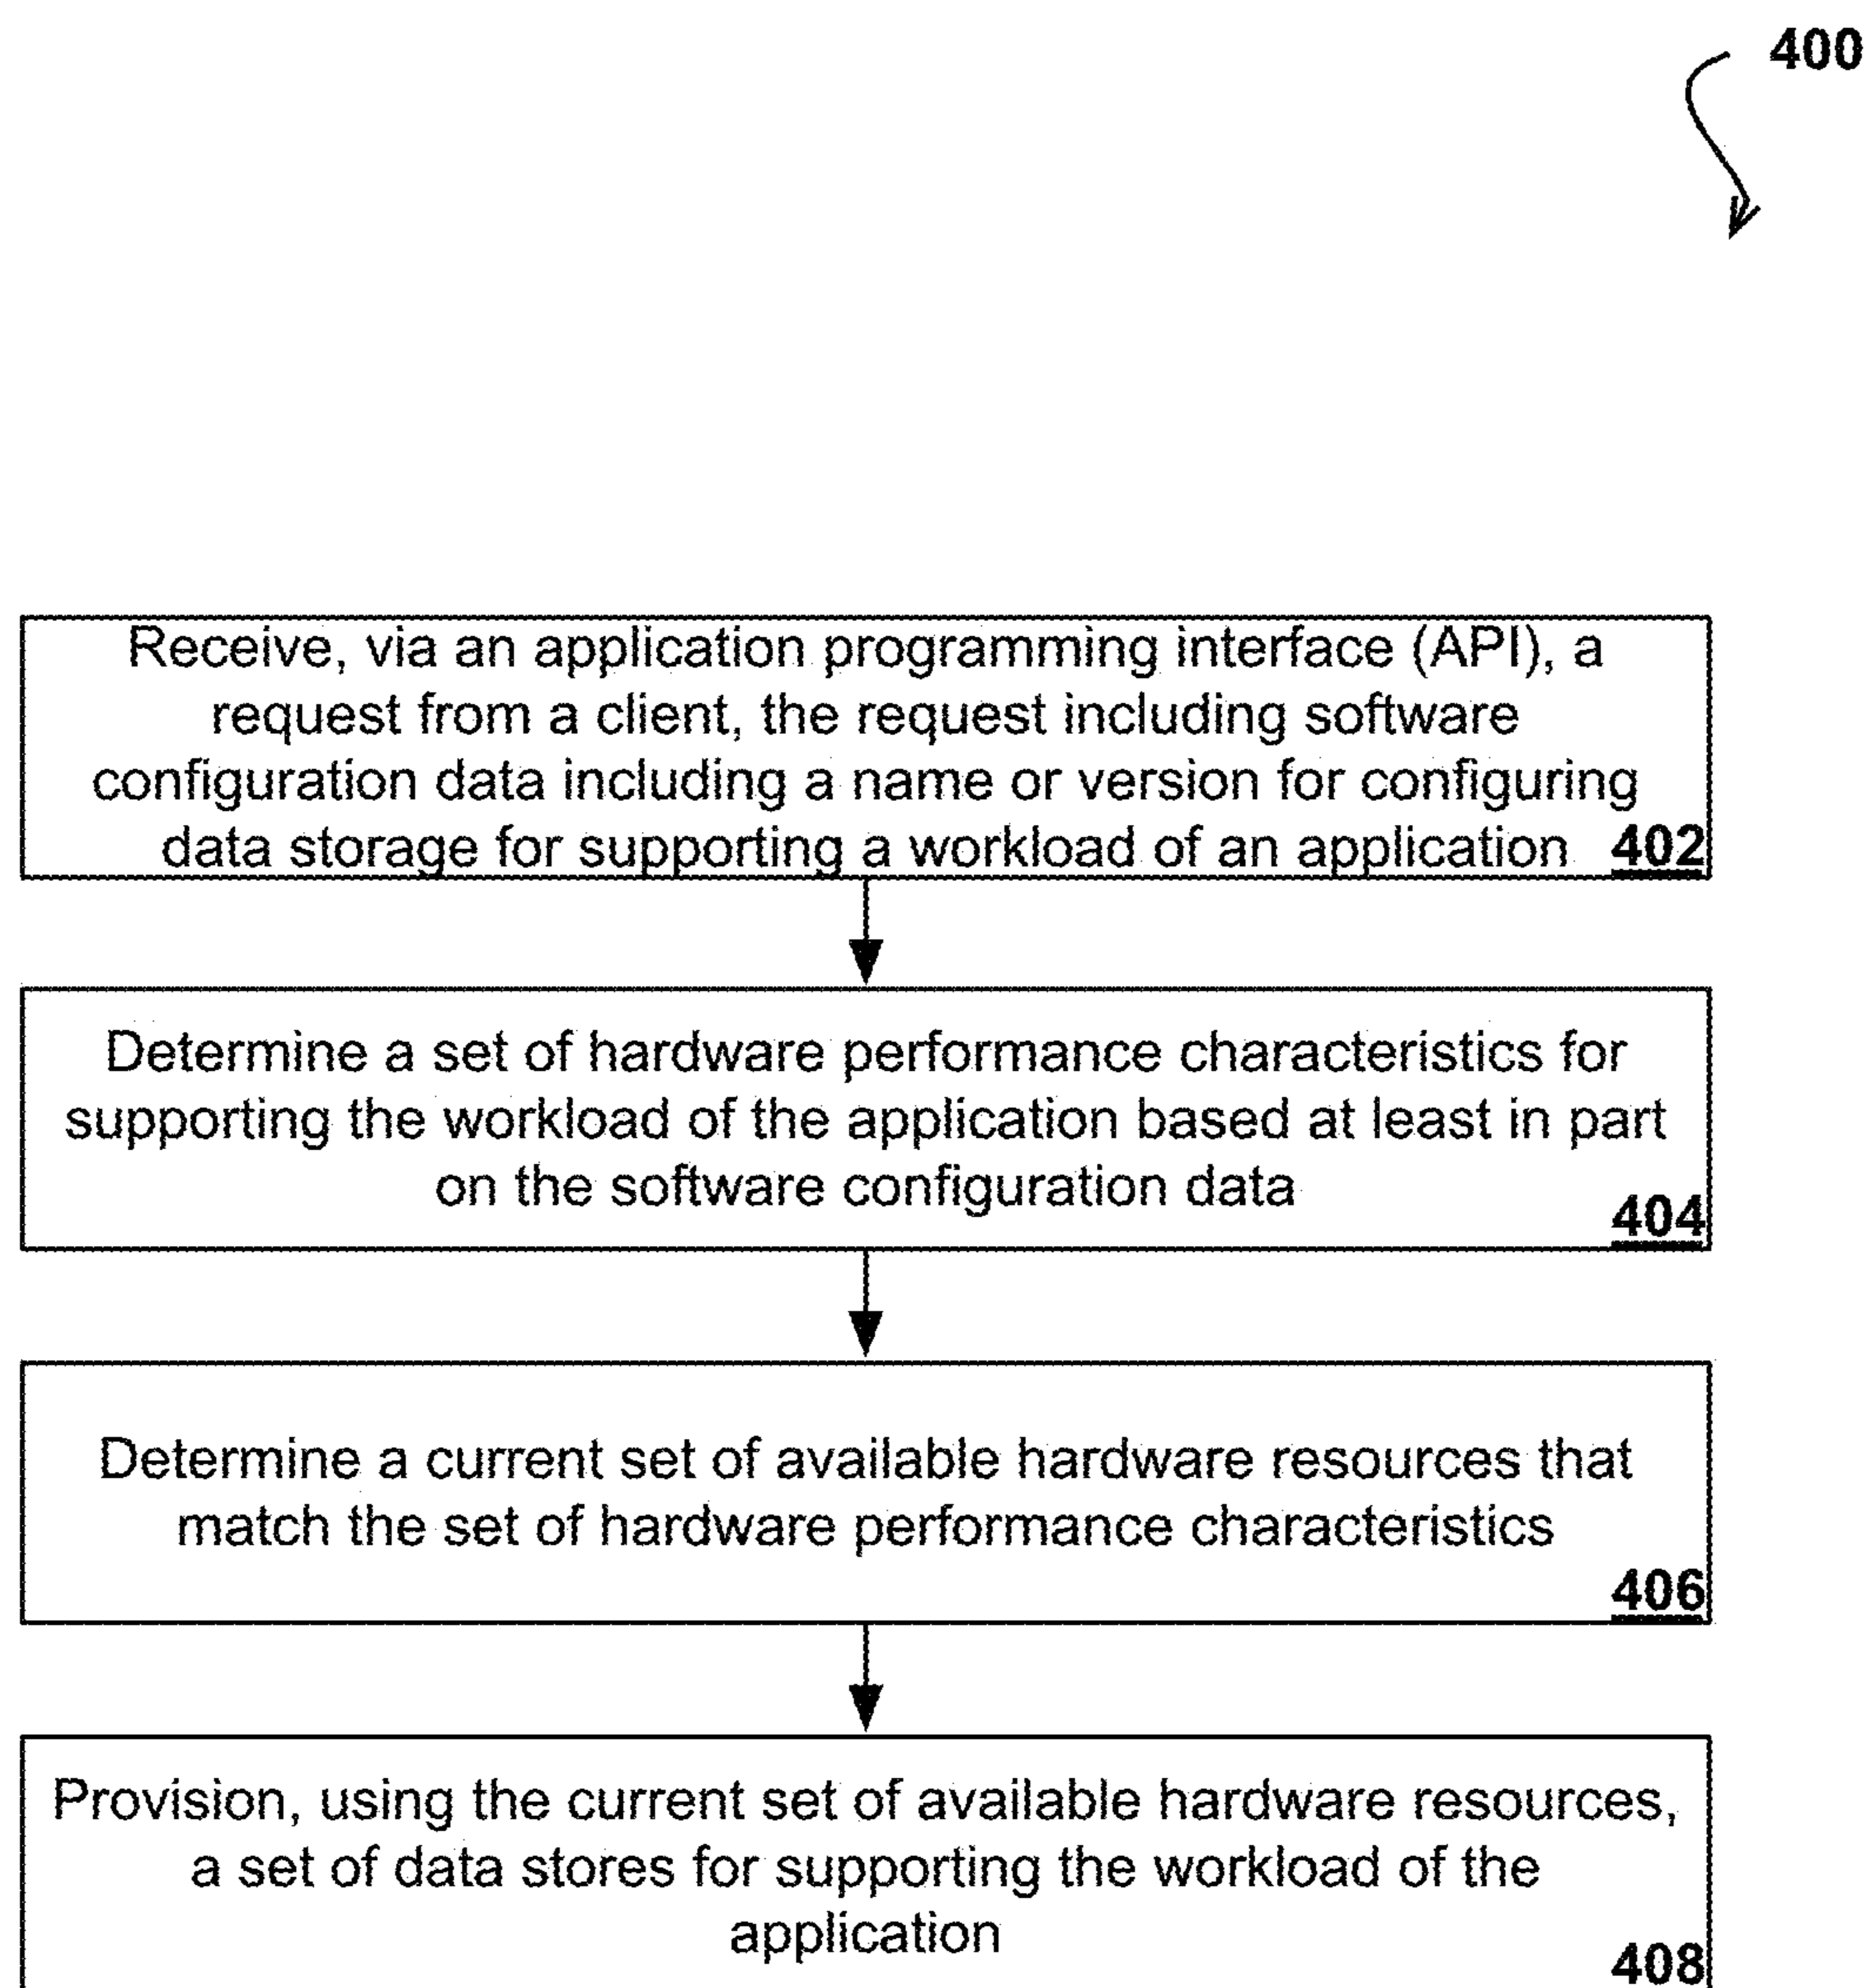 400
Receive, via an application programming interface (API), a
request from a client, the request including software
configuration data including a name or version for configuring
data storage for supporting a workload of an application 402
Determine a set of hardware performance characteristics for
supporting the workload of the application based at least in part
on the software configuration data
404
Determine a current set of available hardware resources that
match the set of hardware performance characteristics
406
Provision, using the current set of available hardware resources,
a set of data stores for supporting the workload of the
application
408